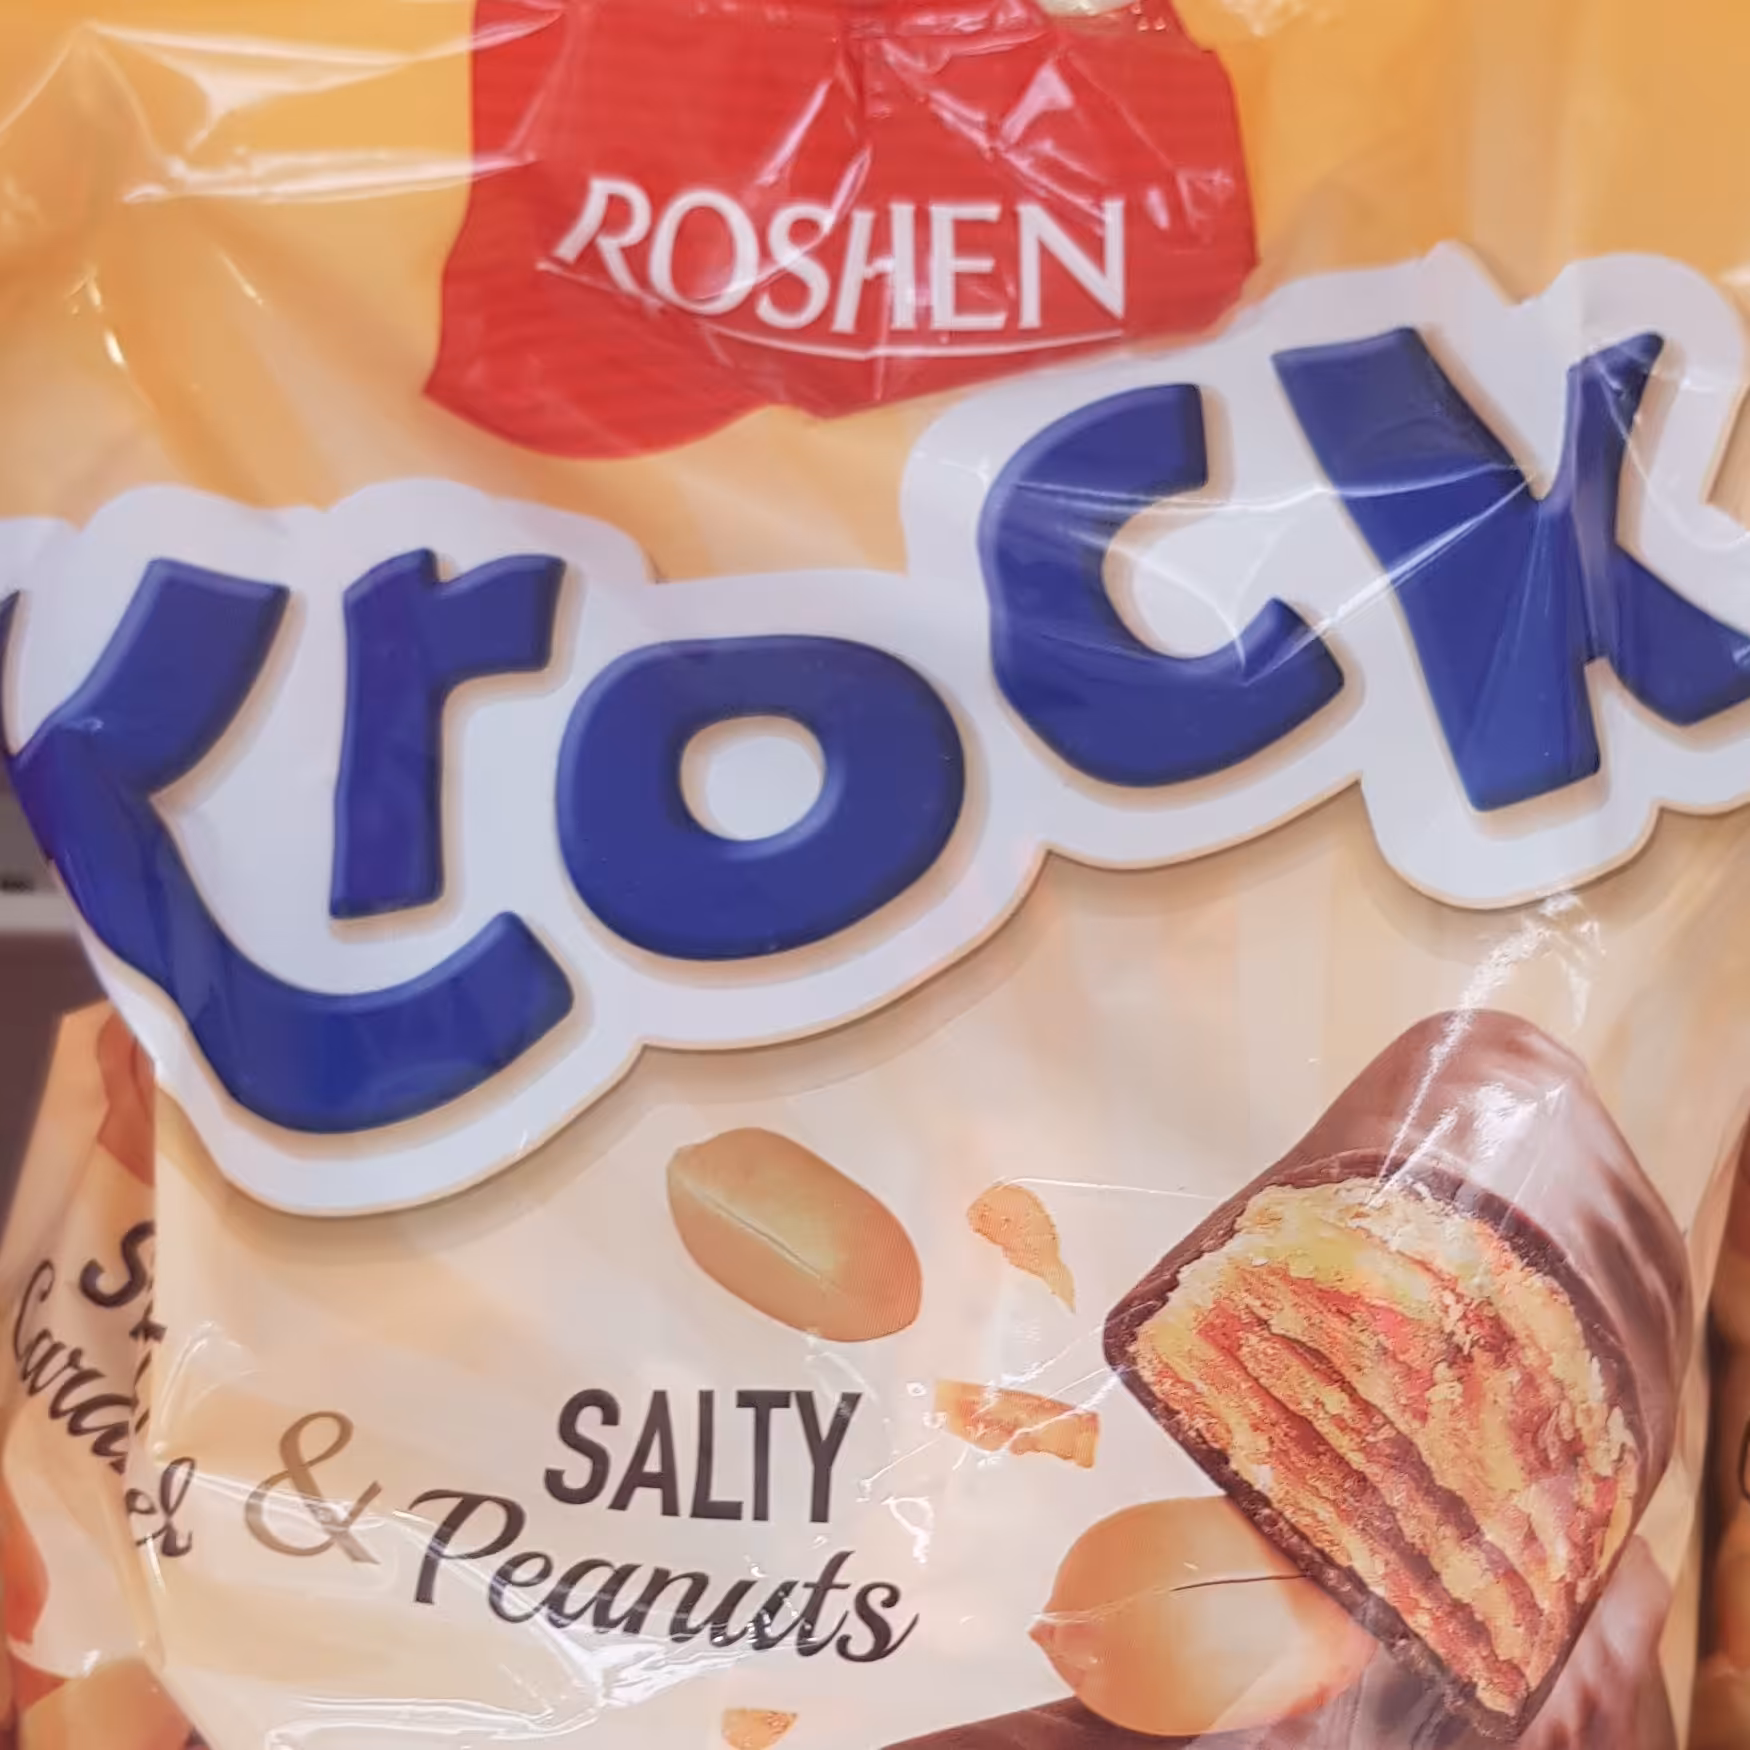 ROSHEN
Krock
SALTY
& Peanuts